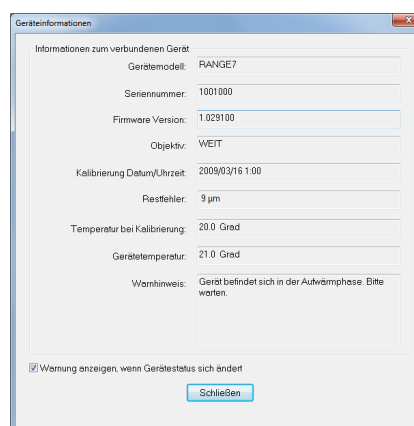 Geräteinformationen
Informationen zum verbundenen Gerät
Gerätemodell: RANGE7
Seriennummer: 1001000
Firmware Version: 1.029100
Objektiv: WEIT
Kalibrierung Datum/Uhrzeit: 2009/03/16 1:00
Restfehler: 9 µm
Temperatur bei Kalibrierung: 20.0 Grad
Gerätetemperatur: 21.0 Grad
Warnhinweis: Gerät befindet sich in der Aufwärmphase. Bitte
warten.
Warnung anzeigen, wenn Gerätestatus sich ändert
Schließen